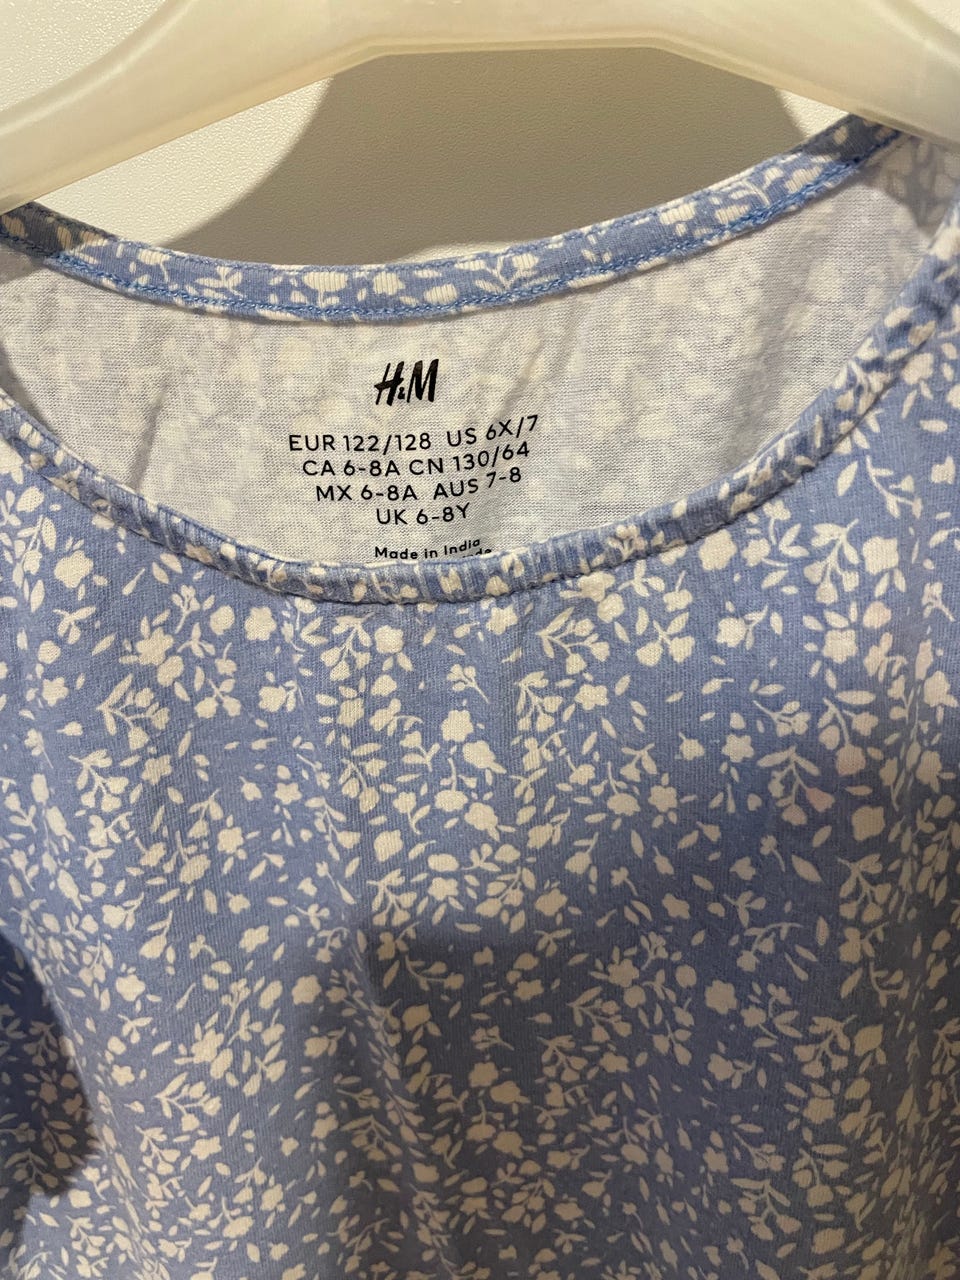 H&M
EUR 122/128 US 6X/7
CA 6-8A CN 130/64
MX 6-8A AUS 7-8
UK 6-8Y
Made in India